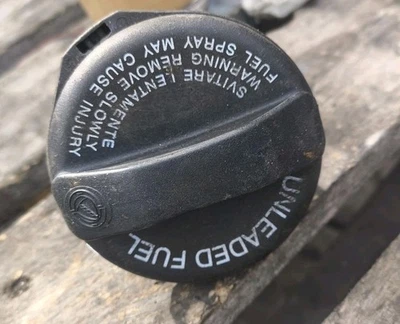 SVITARE LENTAMENTE
WARNING REMOVE SLOWLY
FUEL SPRAY MAY CAUSE INJURY
UNLEADED FUEL